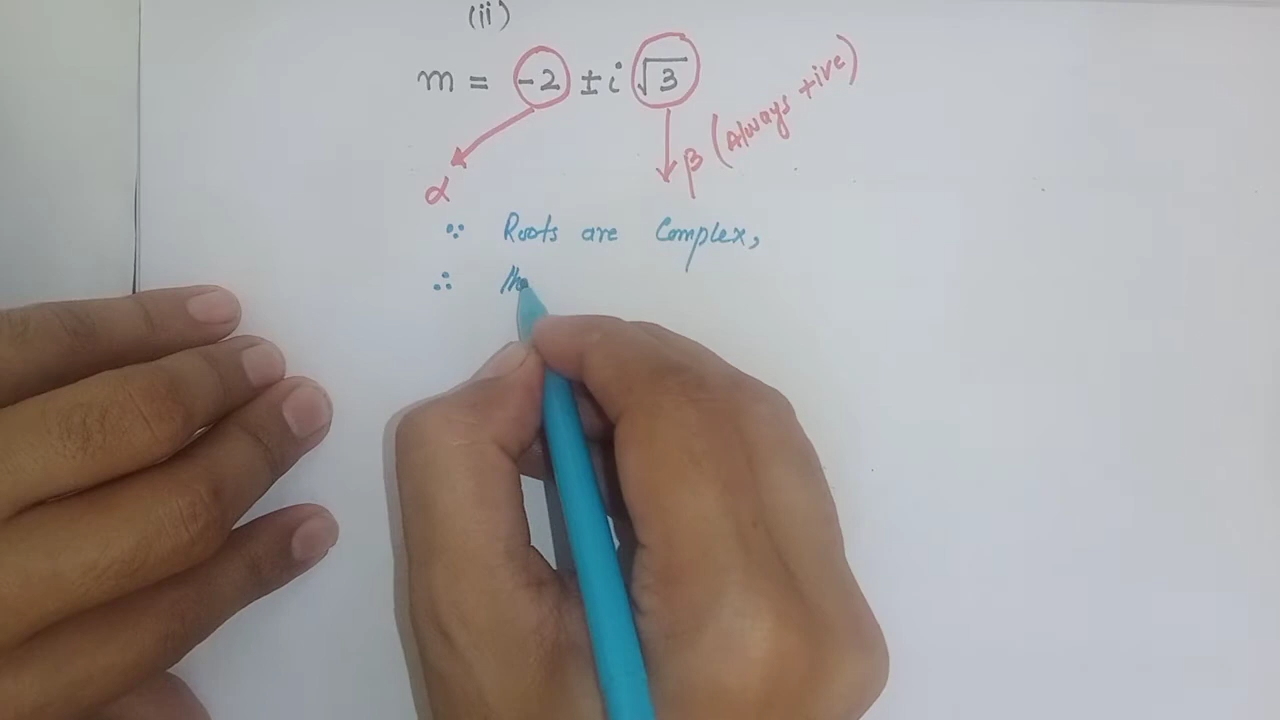 (ii)
m = -2 ± i √3
α
β (Always +ive)
∵ Roots are Complex,
∴